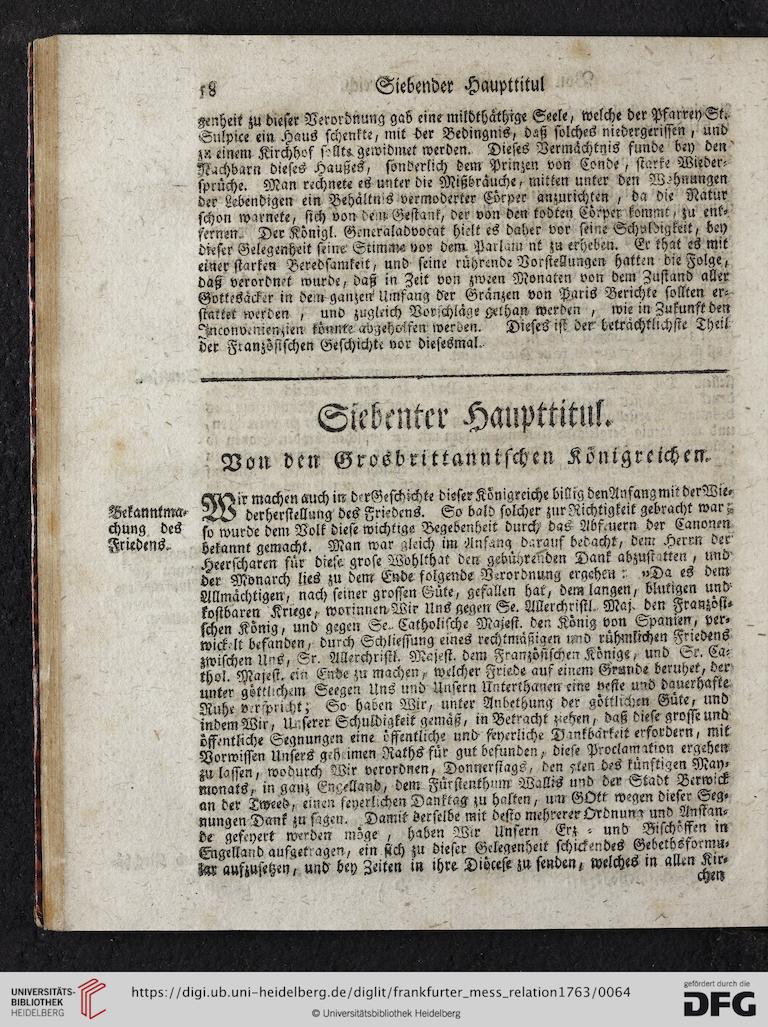 58 Siebender Haupttitul
genheit zu dieser Verordnung gab eine mildthäthige Seele, welche der Pfarrey St.
Sulpice ein Haus schenkte, mit der Bedingnis, daß solches niedergerissen, und
zu einem Kirchhof sollte gewidmet werden. Dieses Vermächtnis funde bey den
Nachbarn dieses Haußes, sonderlich dem Prinzen von Conde, starke Wieder-
sprüche. Man rechnete es unter die Mißbräuche, mitten unter den Wohnungen
der Lebendigen ein Behältnis vermoderter Cörper anzurichten, da die Natur
schon warnete, sich von dem Gestank, der von den todten Cörper kommt, zu ent-
fernen. Der Königl. Generaladvocat hielt es daher vor seine Schuldigkeit, bey
dieser Gelegenheit seine Stimme vor dem Parlament zu erheben. Er that es mit
einer starken Beredsamkeit, und seine rührende Vorstellungen hatten die Folge,
daß verordnet wurde, daß in Zeit von zween Monaten von dem Zustand aller
Gottesäcker in dem ganzen Umfang der Gränzen von Paris Berichte sollten er-
stattet werden, und zugleich Vorschläge gethan werden, wie in Zukunft den
Inconvenienzien könnte abgeholfen werden. Dieses ist der beträchtlichste Theil
der Französischen Geschichte vor diesesmal.
Siebenter Haupttitul.
Von den Grosbrittannischen Königreichen.
Bekanntma-
chung des
Friedens.
Wir machen auch in der Geschichte dieser Königreiche billig den Anfang mit der Wie-
derherstellung des Friedens. So bald solcher zur Richtigkeit gebracht war;
so wurde dem Volk diese wichtige Begebenheit durch das Abfeuern der Canonen
bekannt gemacht. Man war gleich im Anfang darauf bedacht, dem Herrn der
Heerscharen für diese grose Wohlthat den gebührenden Dank abzustatten, und
der Monarch lies zu dem Ende folgende Verordnung ergehen: „Da es dem
Allmächtigen, nach seiner grossen Güte, gefallen hat, dem langen, blutigen und
kostbaren Kriege, worinnen Wir Uns gegen Se. Allerchristl. Maj. den Französi-
schen König, und gegen Se. Catholische Majest. den König von Spanien, ver-
wickelt befanden, durch Schliessung eines rechtmäßigen und rühmlichen Friedens
zwischen Uns, Sr. Allerchristl. Majest. dem Französischen Könige, und Sr. Ca-
thol. Majest. ein Ende zu machen, welcher Friede auf einem Grunde beruhet, der
unter göttlichem Seegen Uns und Unsern Unterthanen eine veste und dauerhafte
Ruhe verspricht; So haben Wir, unter Anbethung der göttlichen Güte, und
indem Wir, Unserer Schuldigkeit gemäß, in Betracht ziehen, daß diese grosse und
öffentliche Segnungen eine öffentliche und feyerliche Dankbarkeit erfordern, mit
Vorwissen Unsers geheimen Raths für gut befunden, diese Proclamation ergehen
zu lassen, wodurch Wir verordnen, Donnerstags, den 5ten des künftigen May-
monats, in ganz Engelland, dem Fürstenthum Wallis und der Stadt Berwick
an der Tweed, einen feyerlichen Danktag zu halten, um GOtt wegen dieser Seg-
nungen Dank zu sagen. Damit derselbe mit desto mehrerer Ordnung und Anstan-
de gefeyert werden möge, haben Wir Unsern Erz- und Bischöffen in
Engelland aufgetragen, ein sich zu dieser Gelegenheit schickendes Gebethsformu-
lar aufzusetzen, und bey Zeiten in ihre Diöcese zu senden, welches in allen Kir-
chen
UNIVERSITÄTS-
BIBLIOTHEK
HEIDELBERG
https://digi.ub.uni-heidelberg.de/diglit/frankfurter_mess_relation1763/0064
© Universitätsbibliothek Heidelberg
gefördert durch die
DFG